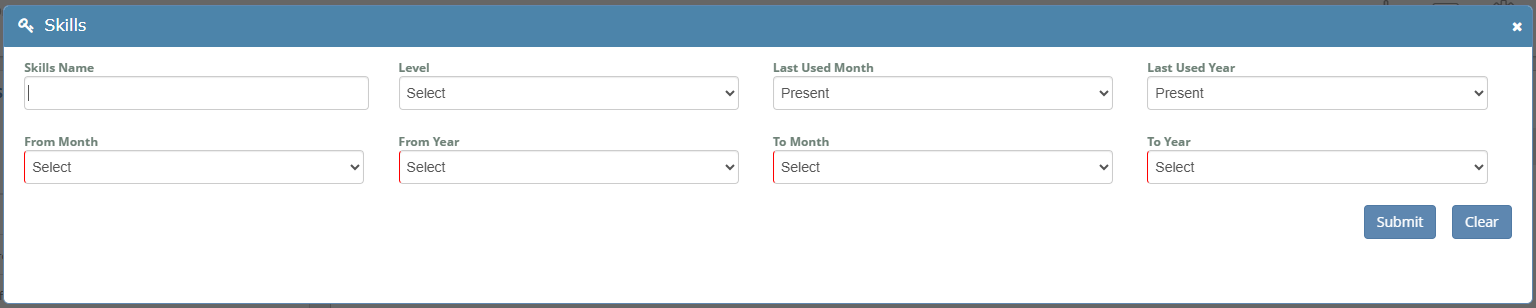 Skills
Skills Name Level Last Used Month Last Used Year
Select Present Present
From Month From Year To Month To Year
Select Select Select Select
Submit Clear